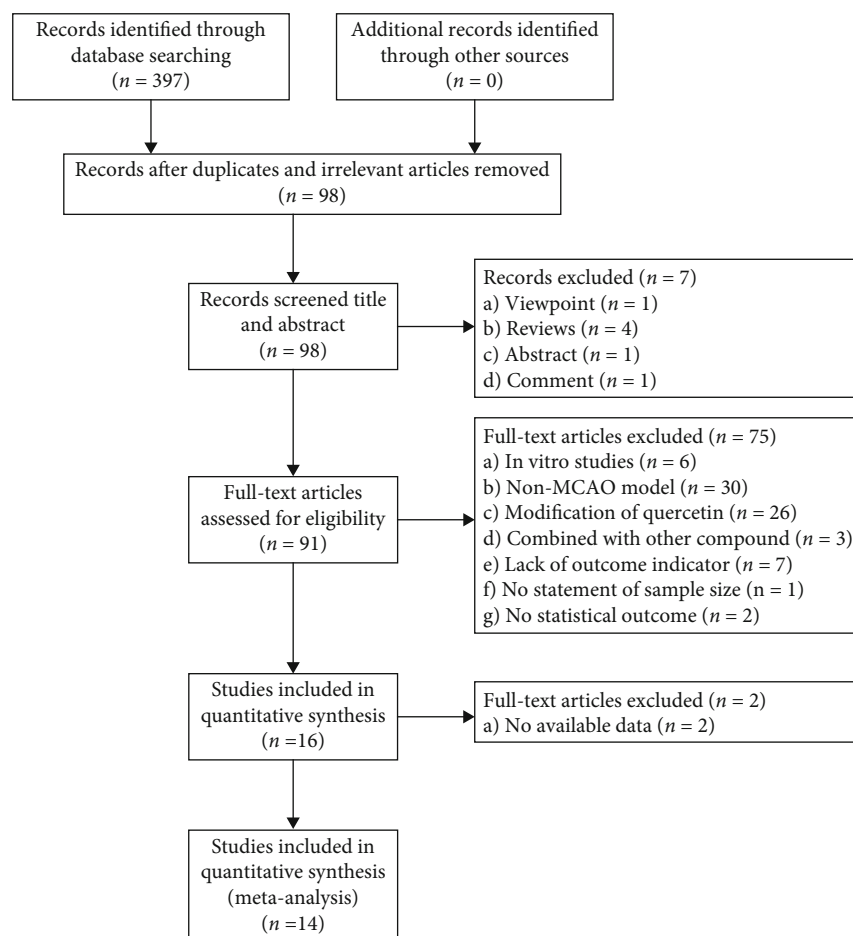 Records identified through
database searching
(n = 397)
Additional records identified
through other sources
(n = 0)
Records after duplicates and irrelevant articles removed
(n = 98)
Records screened title
and abstract
(n = 98)
Records excluded (n = 7)
a) Viewpoint (n = 1)
b) Reviews (n = 4)
c) Abstract (n = 1)
d) Comment (n = 1)
Full-text articles
assessed for eligibility
(n = 91)
Full-text articles excluded (n = 75)
a) In vitro studies (n = 6)
b) Non-MCAO model (n = 30)
c) Modification of quercetin (n = 26)
d) Combined with other compound (n = 3)
e) Lack of outcome indicator (n = 7)
f) No statement of sample size (n = 1)
g) No statistical outcome (n = 2)
Studies included in
quantitative synthesis
(n =16)
Full-text articles excluded (n = 2)
a) No available data (n = 2)
Studies included in
quantitative synthesis
(meta-analysis)
(n =14)